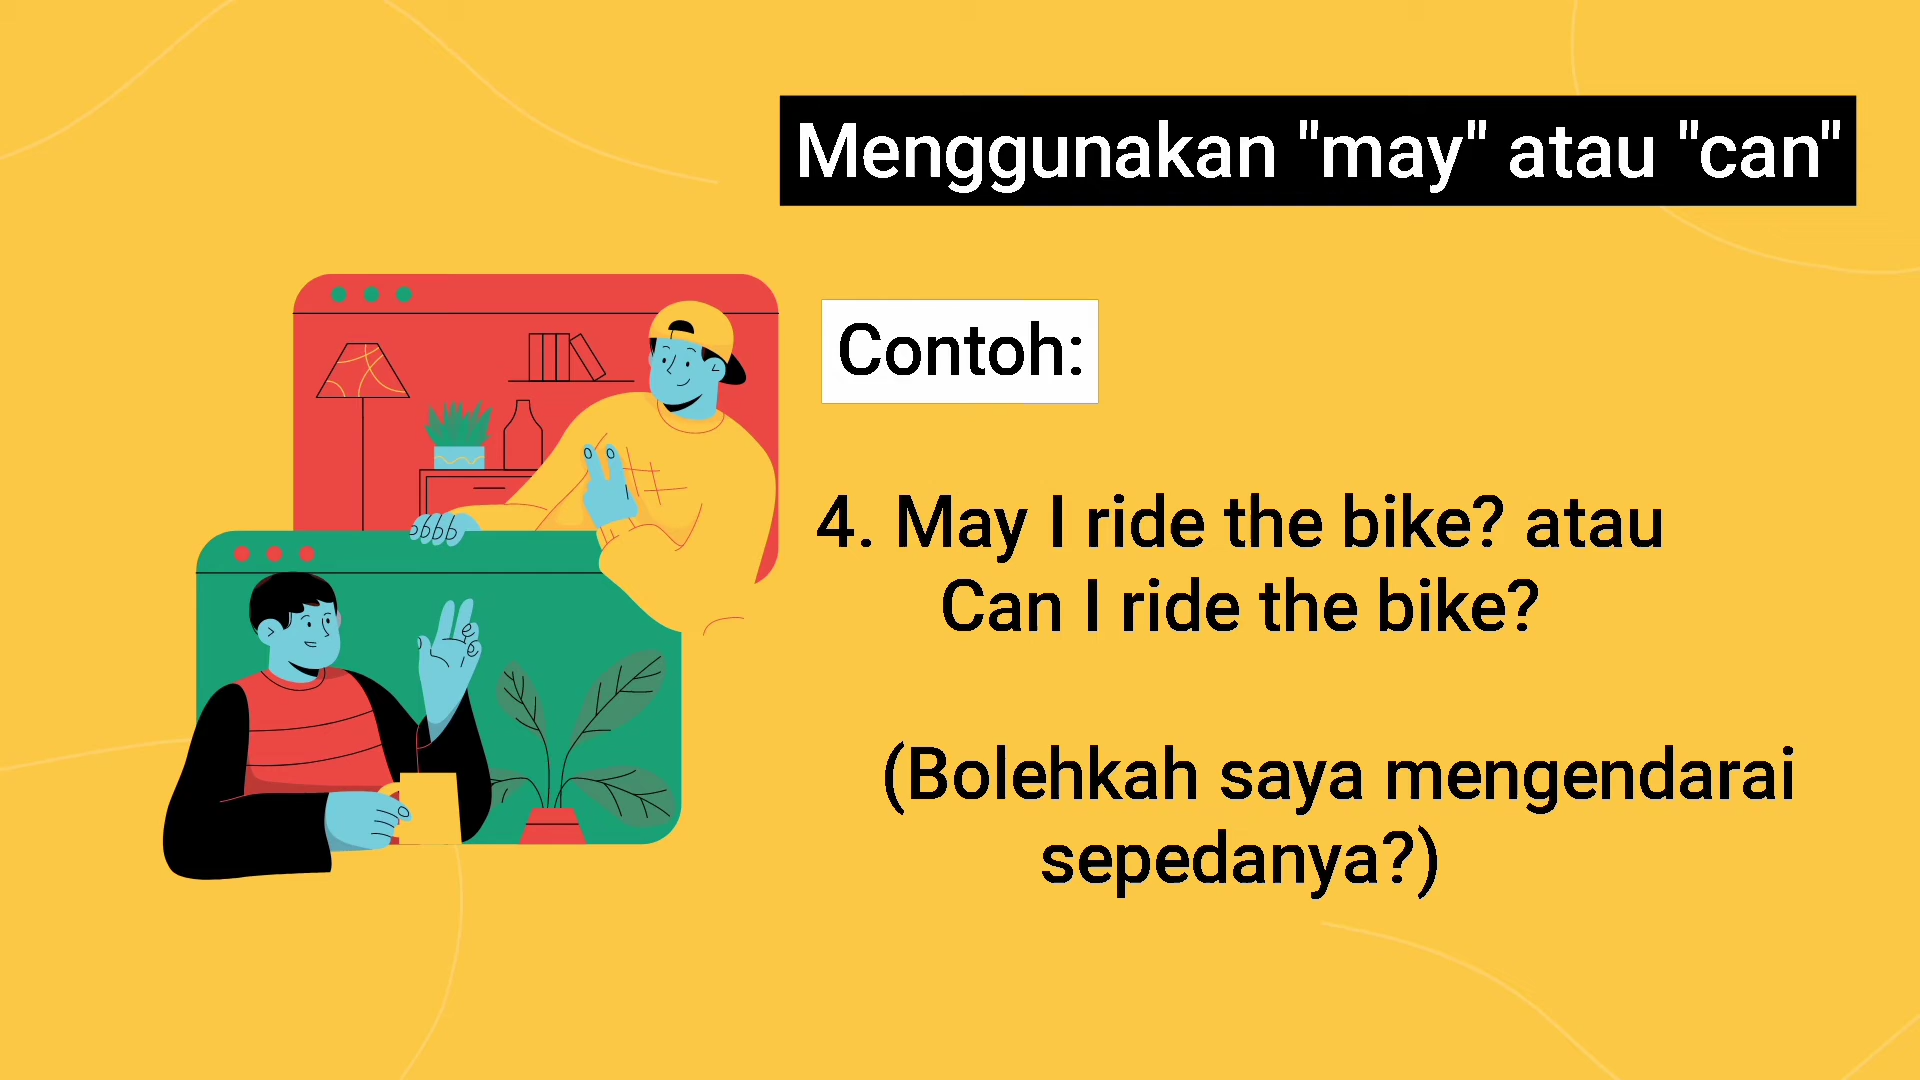 Menggunakan "may" atau "can"
Contoh:
4. May I ride the bike? atau
Can I ride the bike?
(Bolehkah saya mengendarai
sepedanya?)